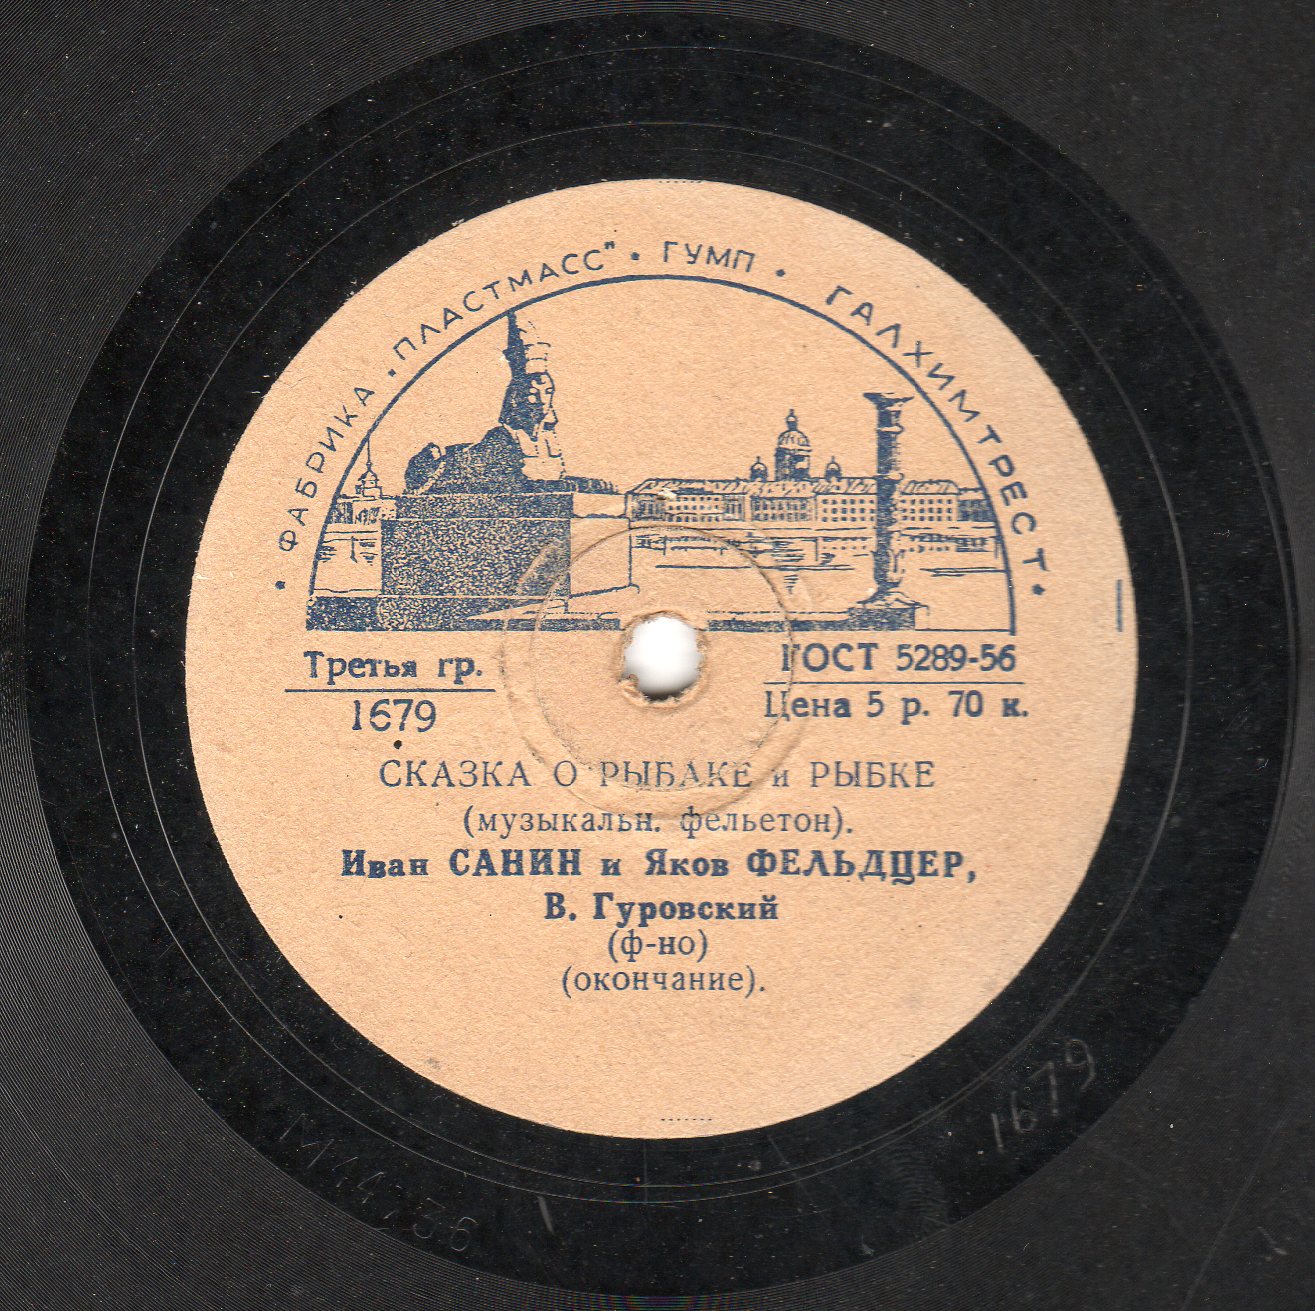 • ФАБРИКА „ПЛАСТМАСС" • ГУМП • ГАЛХИМТРЕСТ •
Третья гр.
1679
ГОСТ 5289-56
Цена 5 р. 70 к.
СКАЗКА О РЫБАКЕ и РЫБКЕ
(музыкальн. фельетон).
Иван САНИН и Яков ФЕЛЬДЦЕР,
В. Гуровский
(ф-но)
(окончание).
1679